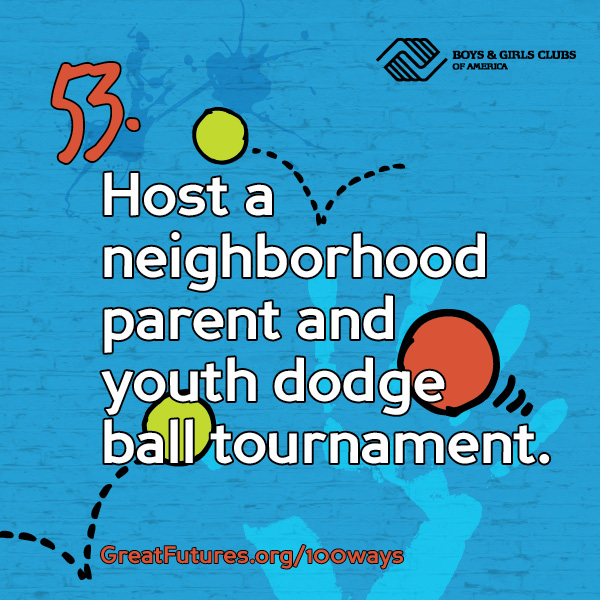 53.
BOYS & GIRLS CLUBS
OF AMERICA
Host a
neighborhood
parent and
youth dodge
ball tournament.
GreatFutures.org/100ways